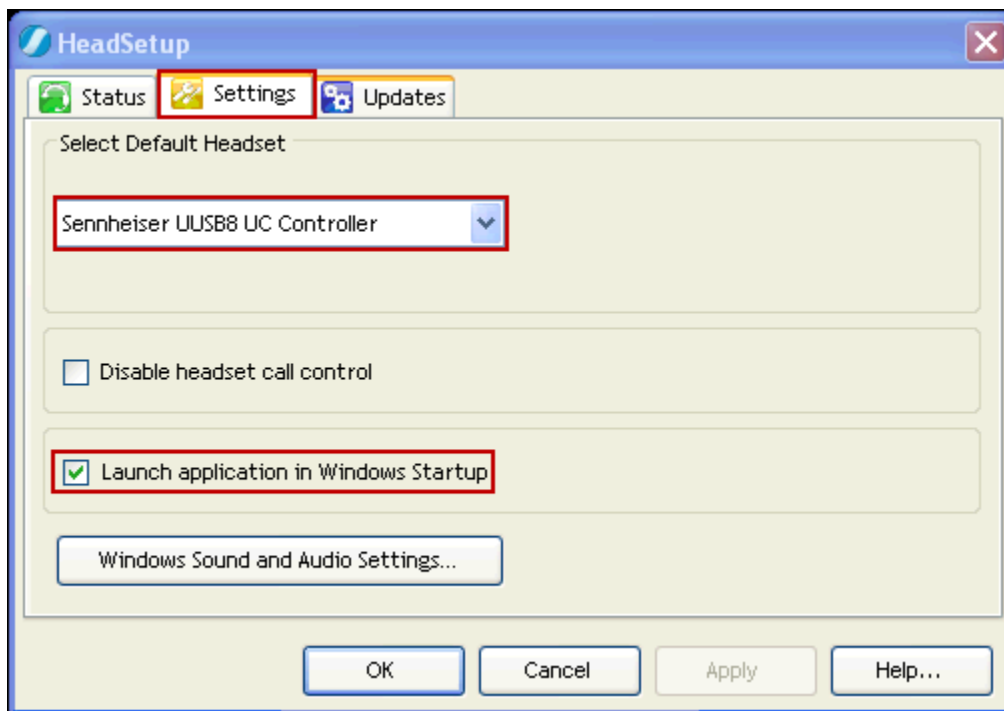 HeadSetup
Status Settings Updates
Select Default Headset
Sennheiser UUSB8 UC Controller
Disable headset call control
Launch application in Windows Startup
Windows Sound and Audio Settings...
OK Cancel Apply Help...